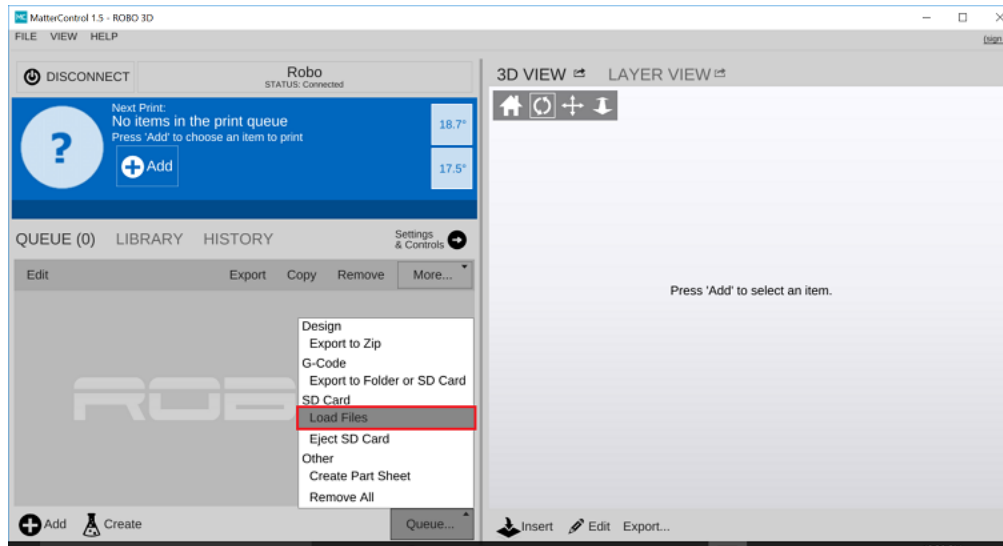 MC MatterControl 1.5 - ROBO 3D
FILE VIEW HELP
(sign
DISCONNECT
Robo
STATUS: Connected
3D VIEW LAYER VIEW
Next Print:
No items in the print queue
Press 'Add' to choose an item to print
Add
18.7°
17.5°
?
QUEUE (0) LIBRARY HISTORY
Settings
& Controls
Edit Export Copy Remove More...
Press 'Add' to select an item.
Design
Export to Zip
G-Code
Export to Folder or SD Card
SD Card
Load Files
Eject SD Card
Other
Create Part Sheet
Remove All
ROB
Add Create Queue...
Insert Edit Export...